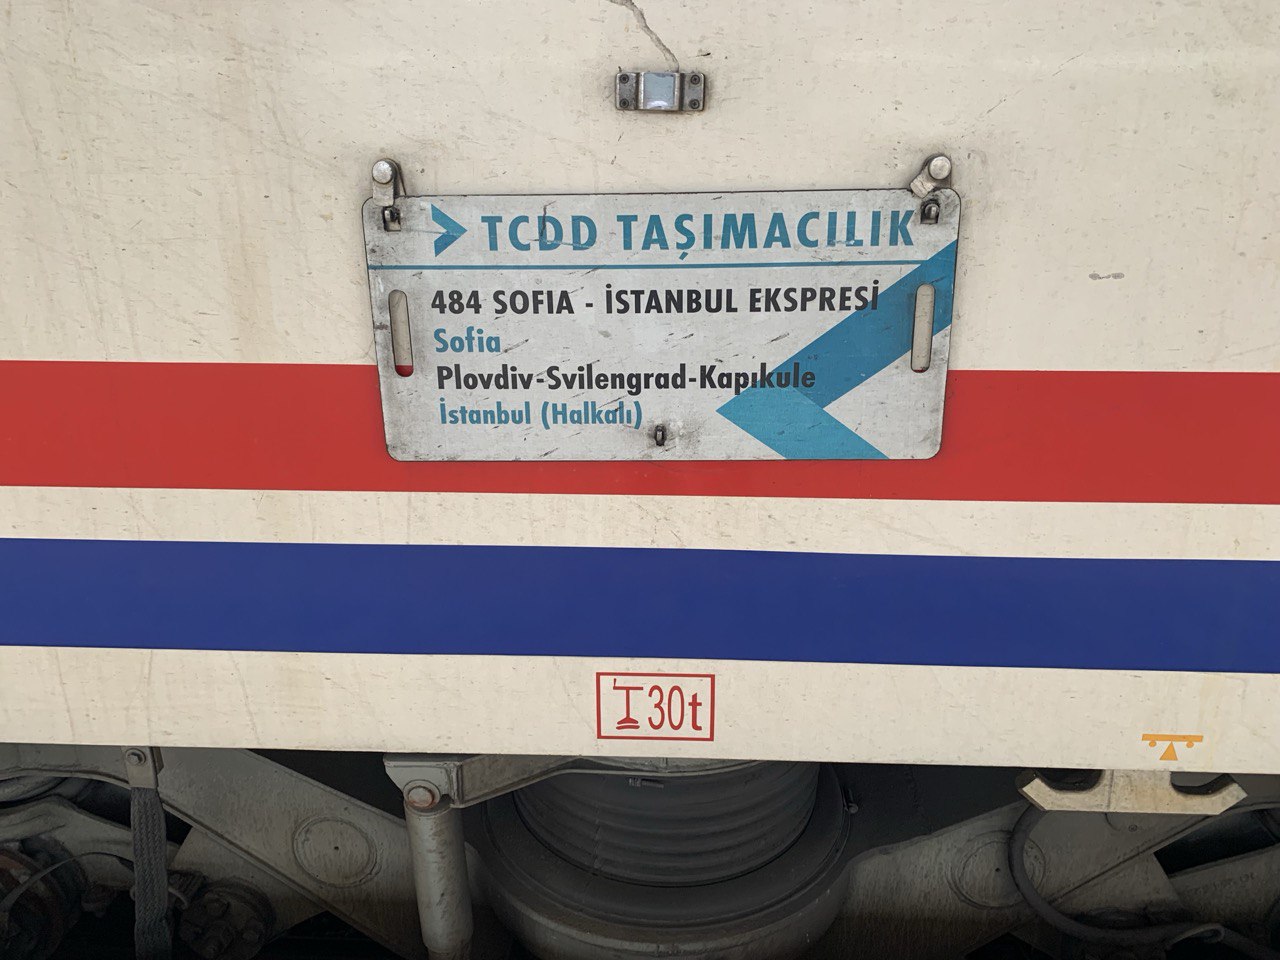 TCDD TAŞIMACILIK
484 SOFIA - İSTANBUL EKSPRESİ
Sofia
Plovdiv-Svilengrad-Kapıkule
İstanbul (Halkalı)
30t